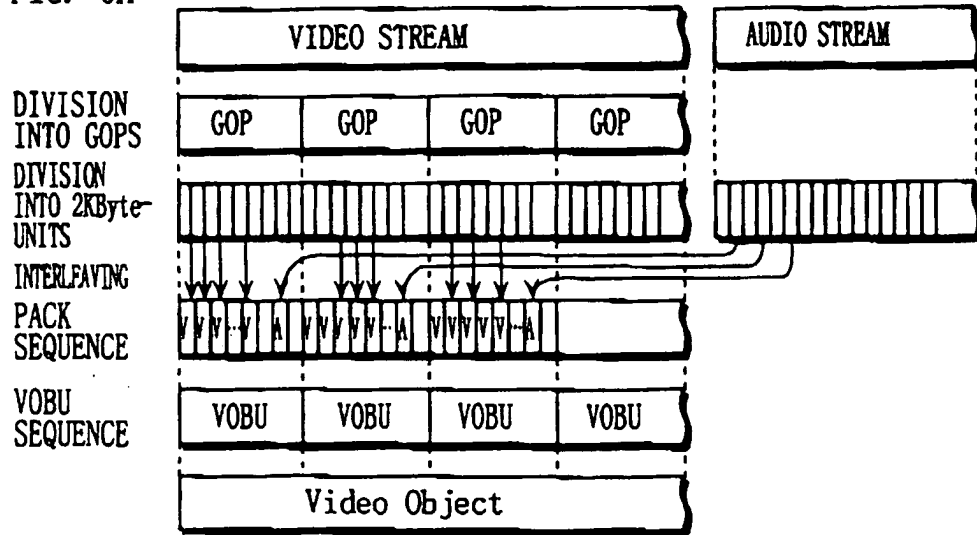 VIDEO STREAM
AUDIO STREAM
DIVISION
INTO GOPS
GOP GOP GOP GOP
DIVISION
INTO 2KByte-
UNITS
INTERLEAVING
PACK
SEQUENCE
V V V ... V A V V V V V ... A V V V V V ... A
VOBU
SEQUENCE
VOBU VOBU VOBU VOBU
Video Object